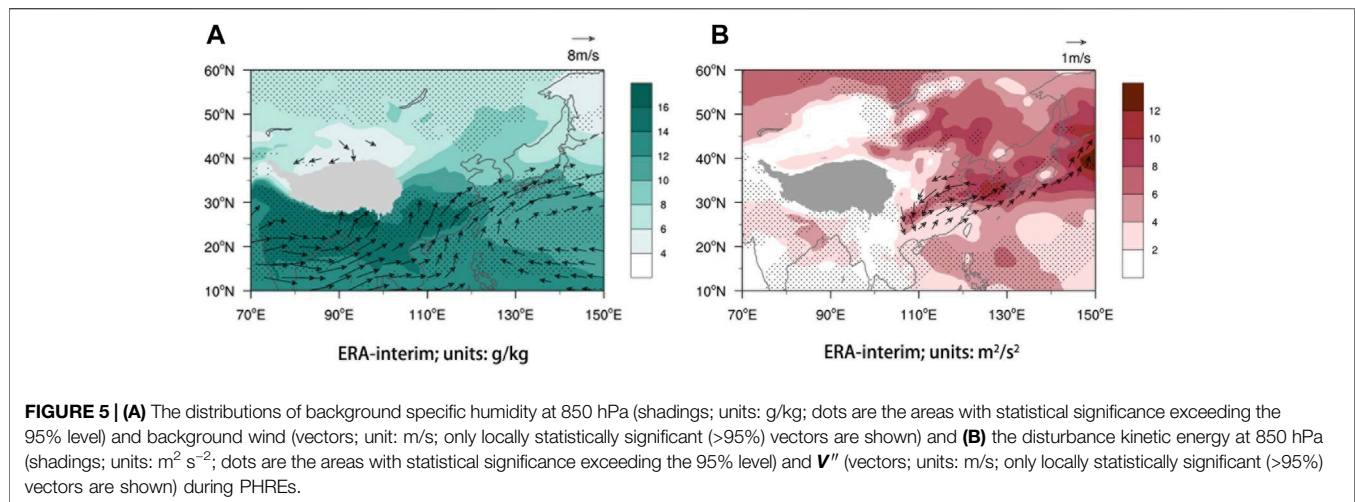 A
B
8m/s
1m/s
60°N
50°N
40°N
30°N
20°N
10°N
70°E
90°E
110°E
130°E
150°E
16
14
12
10
8
6
4
60°N
50°N
40°N
30°N
20°N
10°N
70°E
90°E
110°E
130°E
150°E
12
10
8
6
4
2
ERA-interim; units: g/kg
ERA-interim; units: m²/s²
FIGURE 5 | (A) The distributions of background specific humidity at 850 hPa (shadings; units: g/kg; dots are the areas with statistical significance exceeding the
95% level) and background wind (vectors; unit: m/s; only locally statistically significant (>95%) vectors are shown) and (B) the disturbance kinetic energy at 850 hPa
(shadings; units: m² s⁻²; dots are the areas with statistical significance exceeding the 95% level) and V″ (vectors; units: m/s; only locally statistically significant (>95%)
vectors are shown) during PHREs.